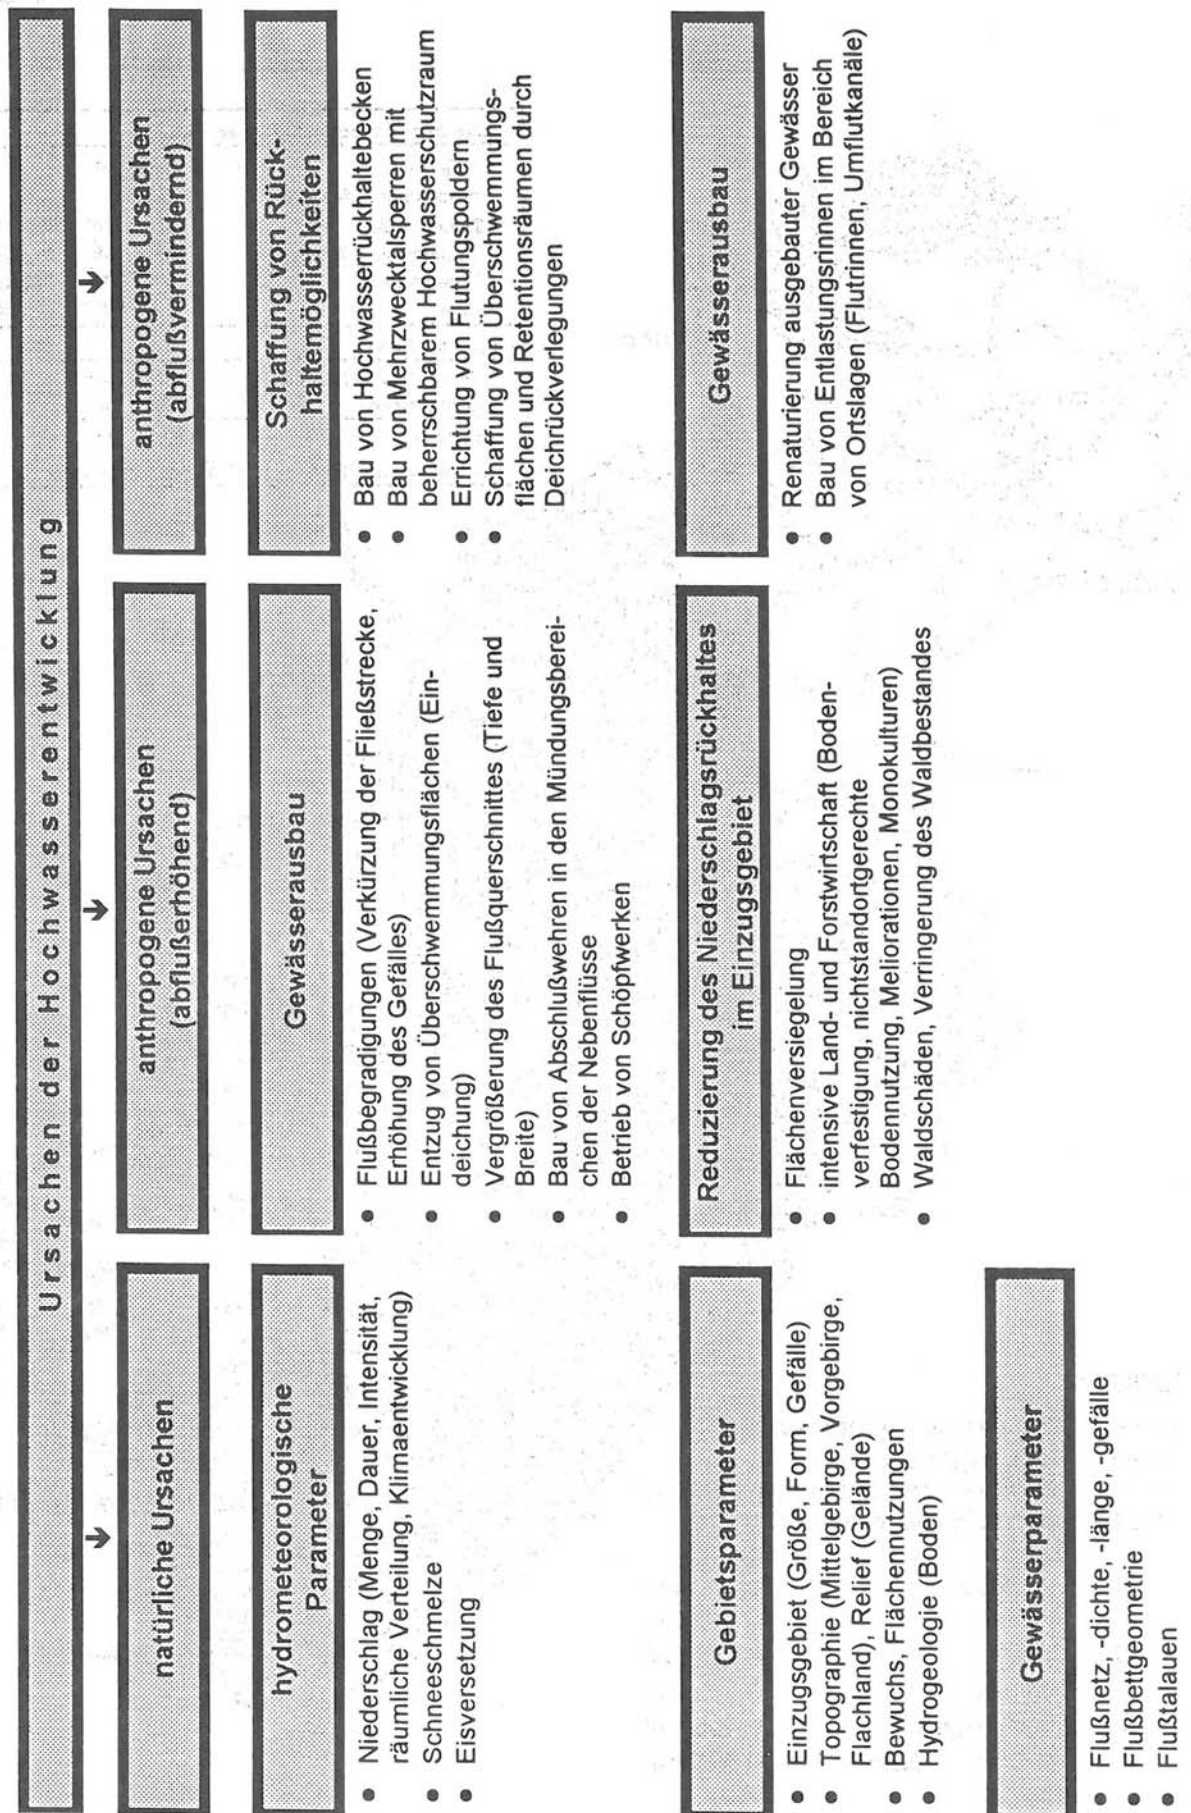 Ursachen der Hochwasserentwicklung
natürliche Ursachen
hydrometeorologische
Parameter
• Niederschlag (Menge, Dauer, Intensität,
räumliche Verteilung, Klimaentwicklung)
• Schneeschmelze
• Eisversetzung
Gebietsparameter
• Einzugsgebiet (Größe, Form, Gefälle)
• Topographie (Mittelgebirge, Vorgebirge,
Flachland), Relief (Gelände)
• Bewuchs, Flächennutzungen
• Hydrogeologie (Boden)
Gewässerparameter
• Flußnetz, -dichte, -länge, -gefälle
• Flußbettgeometrie
• Flußtalauen
anthropogene Ursachen
(abflußerhöhend)
Gewässerausbau
• Flußbegradigungen (Verkürzung der Fließstrecke,
Erhöhung des Gefälles)
• Entzug von Überschwemmungsflächen (Ein-
deichung)
• Vergrößerung des Flußquerschnittes (Tiefe und
Breite)
• Bau von Abschlußwehren in den Mündungsberei-
chen der Nebenflüsse
• Betrieb von Schöpfwerken
Reduzierung des Niederschlagsrückhaltes
im Einzugsgebiet
• Flächenversiegelung
• intensive Land- und Forstwirtschaft (Boden-
verfestigung, nichtstandortgerechte
Bodennutzung, Meliorationen, Monokulturen)
• Waldschäden, Verringerung des Waldbestandes
anthropogene Ursachen
(abflußvermindernd)
Schaffung von Rück-
haltemöglichkeiten
• Bau von Hochwasserrückhaltebecken
• Bau von Mehrzwecktalsperren mit
beherrschbarem Hochwasserschutzraum
• Errichtung von Flutungspoldern
• Schaffung von Überschwemmungs-
flächen und Retentionsräumen durch
Deichrückverlegungen
Gewässerausbau
• Renaturierung ausgebauter Gewässer
• Bau von Entlastungsrinnen im Bereich
von Ortslagen (Flutrinnen, Umflutkanäle)